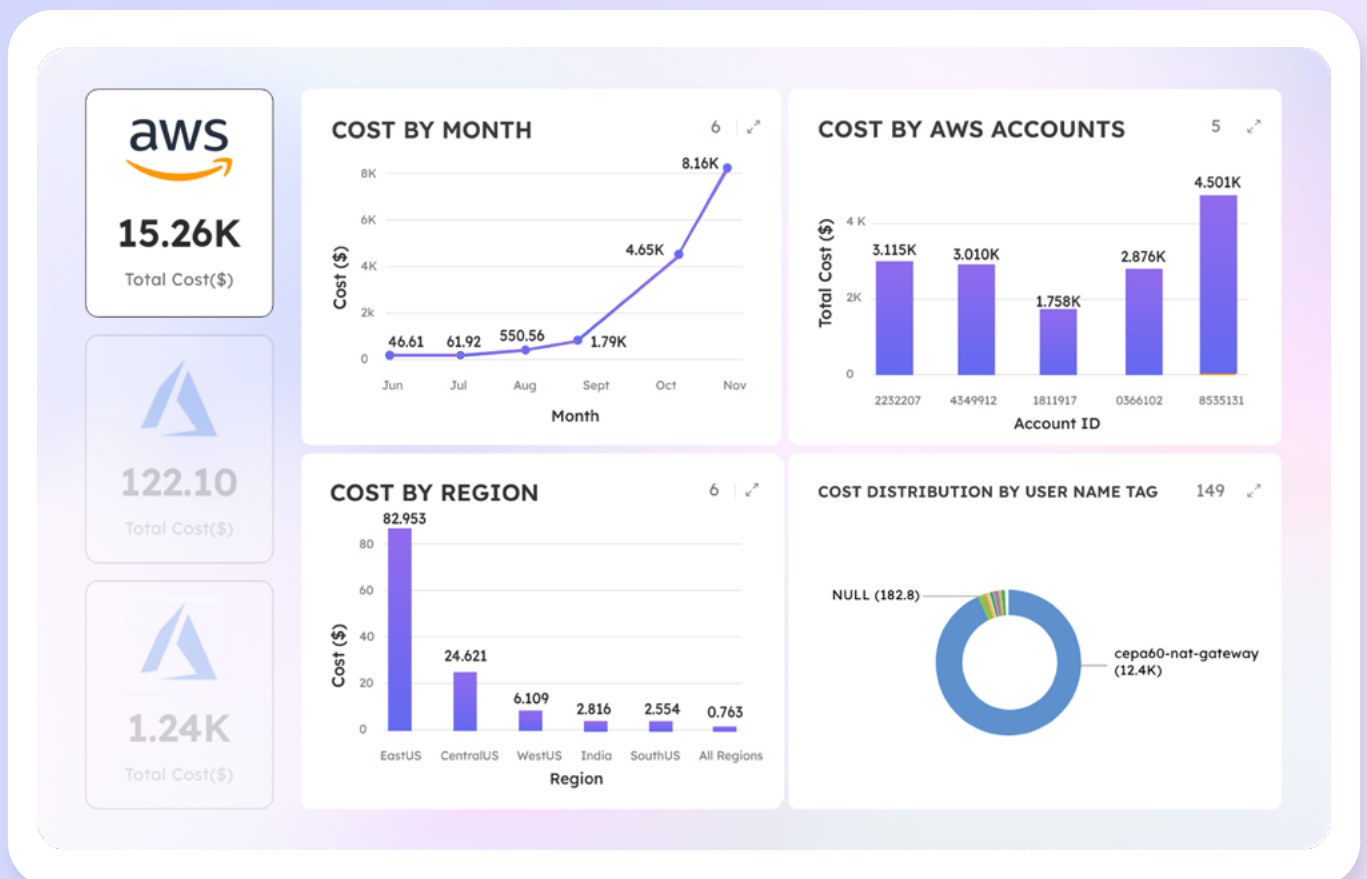 aws
15.26K
Total Cost($)
122.10
Total Cost($)
1.24K
Total Cost($)
COST BY MONTH
6
8K
6K
4K
2k
0
Cost ($)
46.61
61.92
550.56
1.79K
4.65K
8.16K
Jun Jul Aug Sept Oct Nov
Month
COST BY AWS ACCOUNTS
5
4 K
2K
0
Total Cost ($)
3.115K
3.010K
1.758K
2.876K
4.501K
2232207 4349912 1811917 0366102 8535131
Account ID
COST BY REGION
6
80
60
40
20
0
Cost ($)
82.953
24.621
6.109
2.816
2.554
0.763
EastUS CentralUS WestUS India SouthUS All Regions
Region
COST DISTRIBUTION BY USER NAME TAG
149
NULL (182.8)
cepa60-nat-gateway
(12.4K)